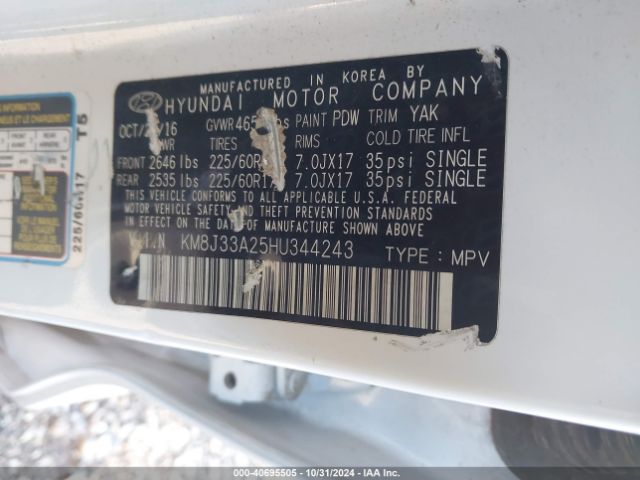 MANUFACTURED IN KOREA BY
HYUNDAI MOTOR COMPANY
PAINT PDW TRIM YAK
TIRES RIMS COLD TIRE INFL
FRONT 2646 lbs 7.0JX17 35psi SINGLE
REAR 2535 lbs 7.0JX17 35psi SINGLE
THIS VEHICLE CONFORMS TO ALL APPLICABLE U.S.A. FEDERAL
MOTOR VEHICLE SAFETY AND THEFT PREVENTION STANDARDS
IN EFFECT ON THE DATE OF MANUFACTURE SHOWN ABOVE.
KM8J33A25HU344243 TYPE : MPV
000-40695505 - 10/31/2024 - IAA Inc.